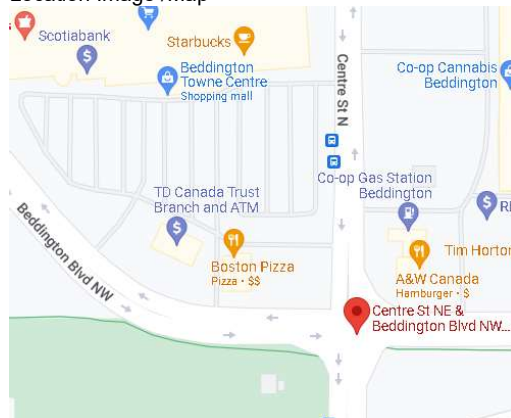 Scotiabank
Starbucks
Beddington
Towne Centre
Shopping mall
Centre St N
Co-op Cannabis
Beddington
Co-op Gas Station
Beddington
TD Canada Trust
Branch and ATM
Beddington Blvd NW
Boston Pizza
Pizza · $$
Tim Horto
A&W Canada
Hamburger · $
Centre St NE &
Beddington Blvd NW...